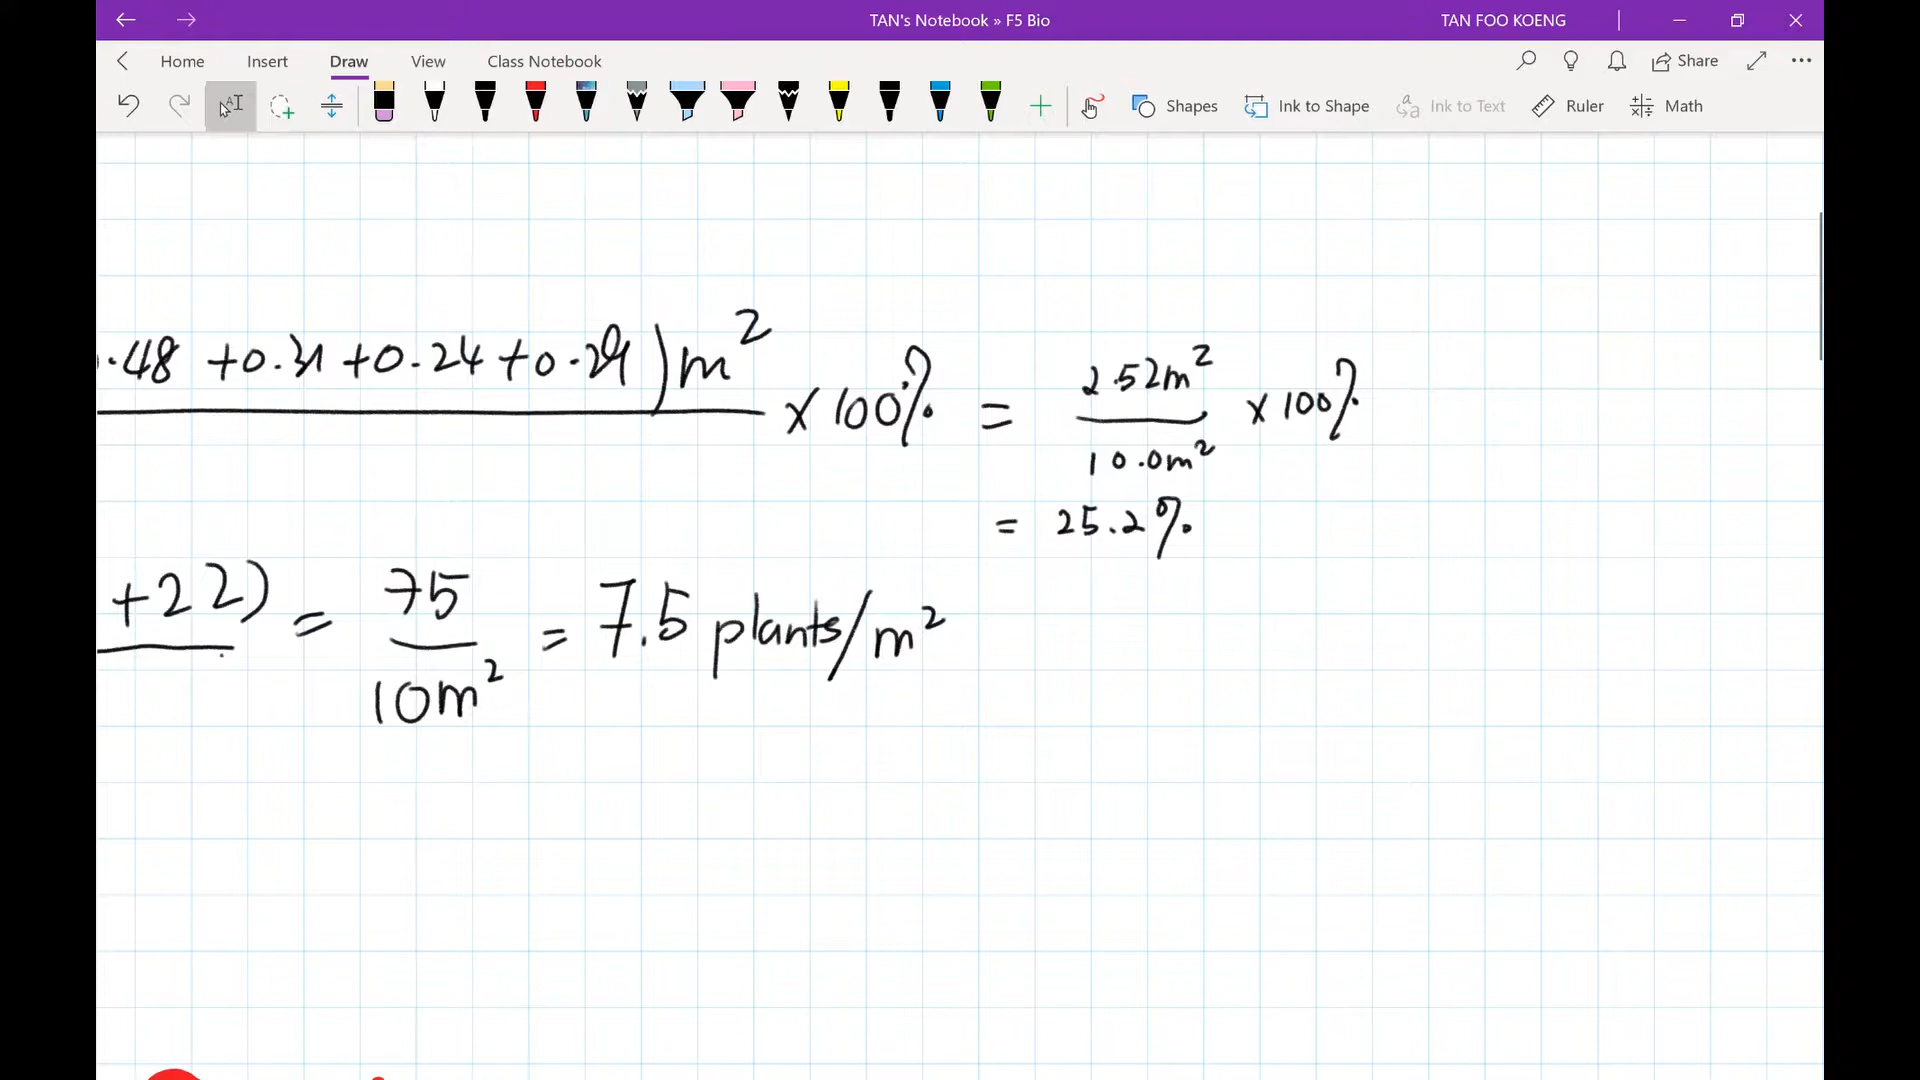 TAN's Notebook » F5 Bio
TAN FOO KOENG
Home Insert Draw View Class Notebook
Share
Shapes Ink to Shape Ink to Text Ruler Math
.48 +0.31 +0.24 +0.29)m² x100% = 2.52m² x100%
10.0m²
= 25.2%
+22) = 75 = 7.5 plants/m²
10m²